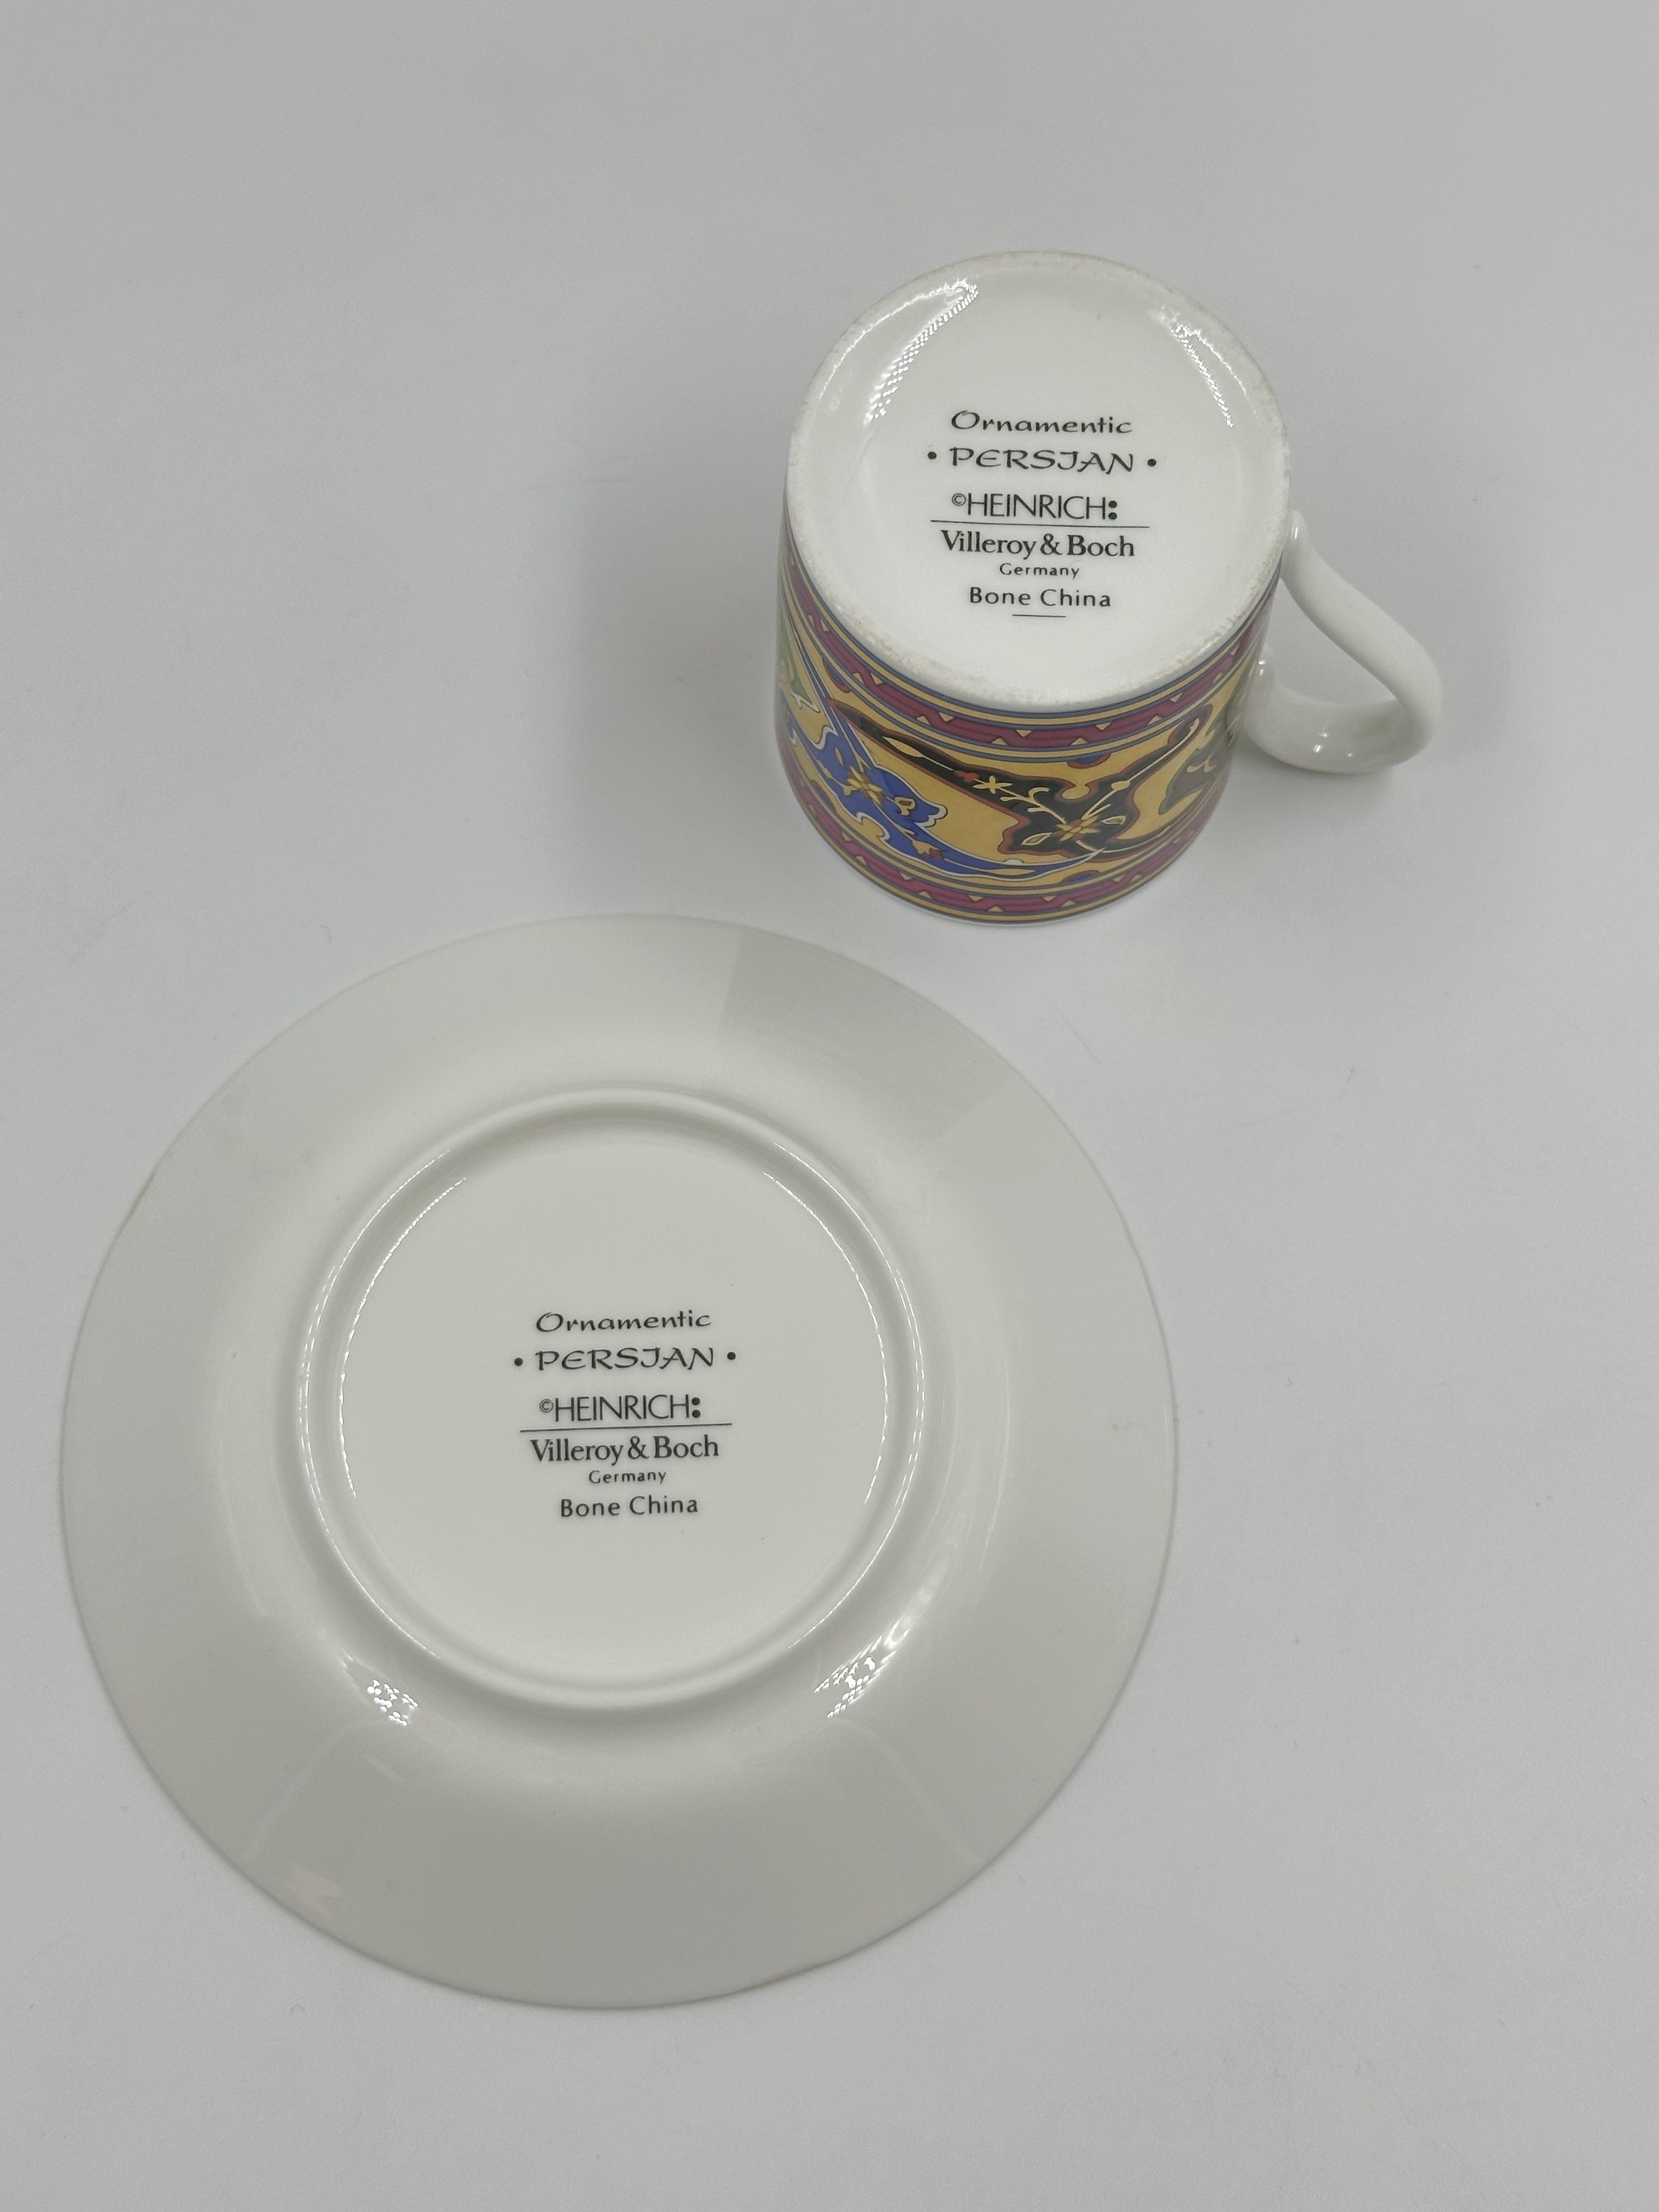 Ornamentic
• PERSIAN •
©HEINRICH:
Villeroy & Boch
Germany
Bone China
Ornamentic
• PERSIAN •
©HEINRICH:
Villeroy & Boch
Germany
Bone China